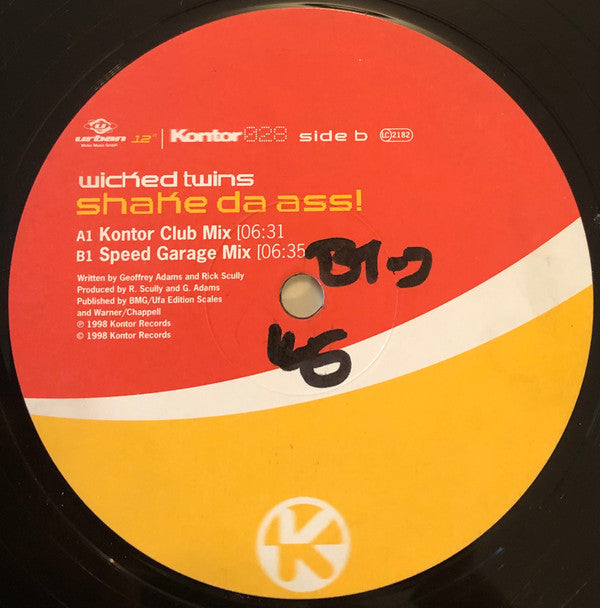 urban
Motor Music GmbH
12"
Kontor028 side b LC 2182
wicked twins
shake da ass!
A1 Kontor Club Mix [06:31
B1 Speed Garage Mix [06:35
Written by Geoffrey Adams and Rick Scully
Produced by R. Scully and G. Adams
Published by BMG/Ufa Edition Scales
and Warner/Chappell
℗ 1998 Kontor Records
© 1998 Kontor Records
K